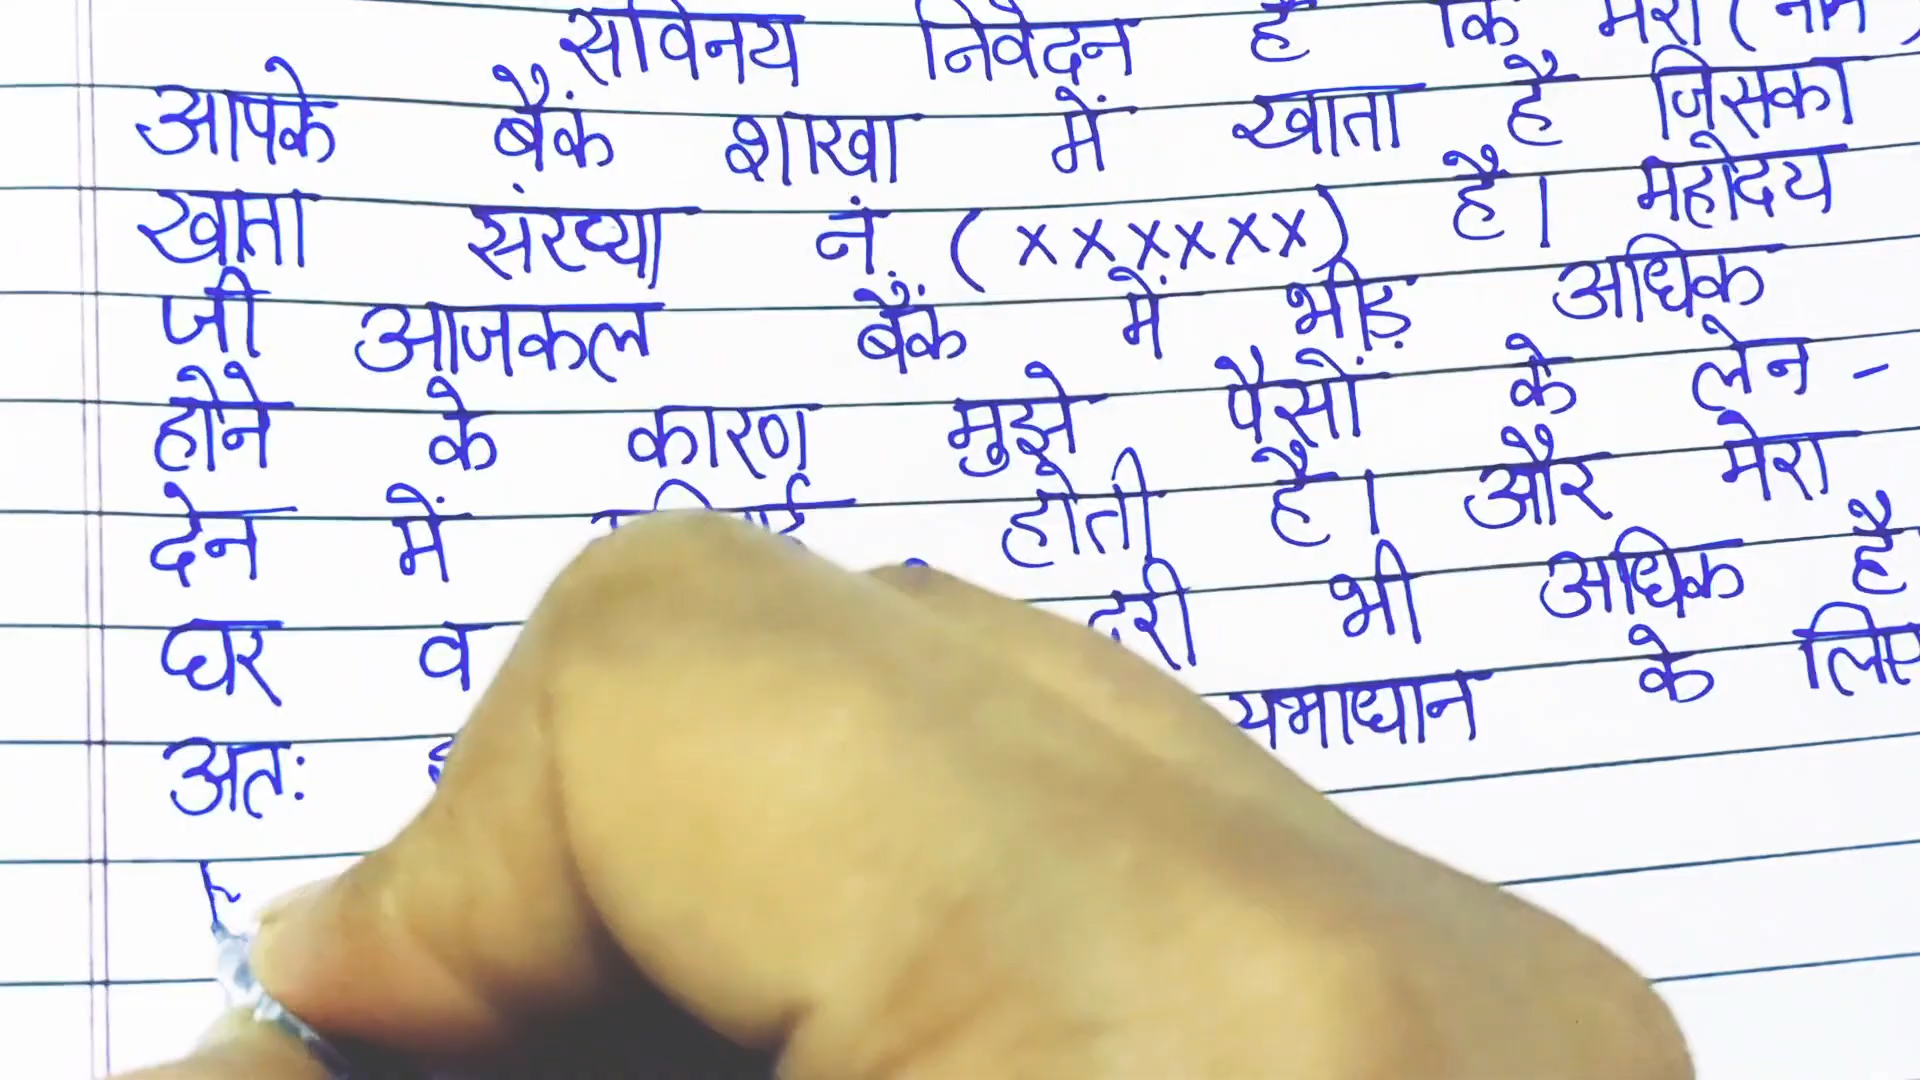 सविनय निवेदन है कि मेरा ( नाम )
आपके बैंक शाखा में खाता है जिसका
खाता संख्या नं. ( xxxxxx ) है। महोदय
जी आजकल बैंक में भीड़ अधिक
होने के कारण मुझे पैसों के लेन -
देन में होती है। और मेरा
घर व दूरी भी अधिक है
अतः समाधान के लिए